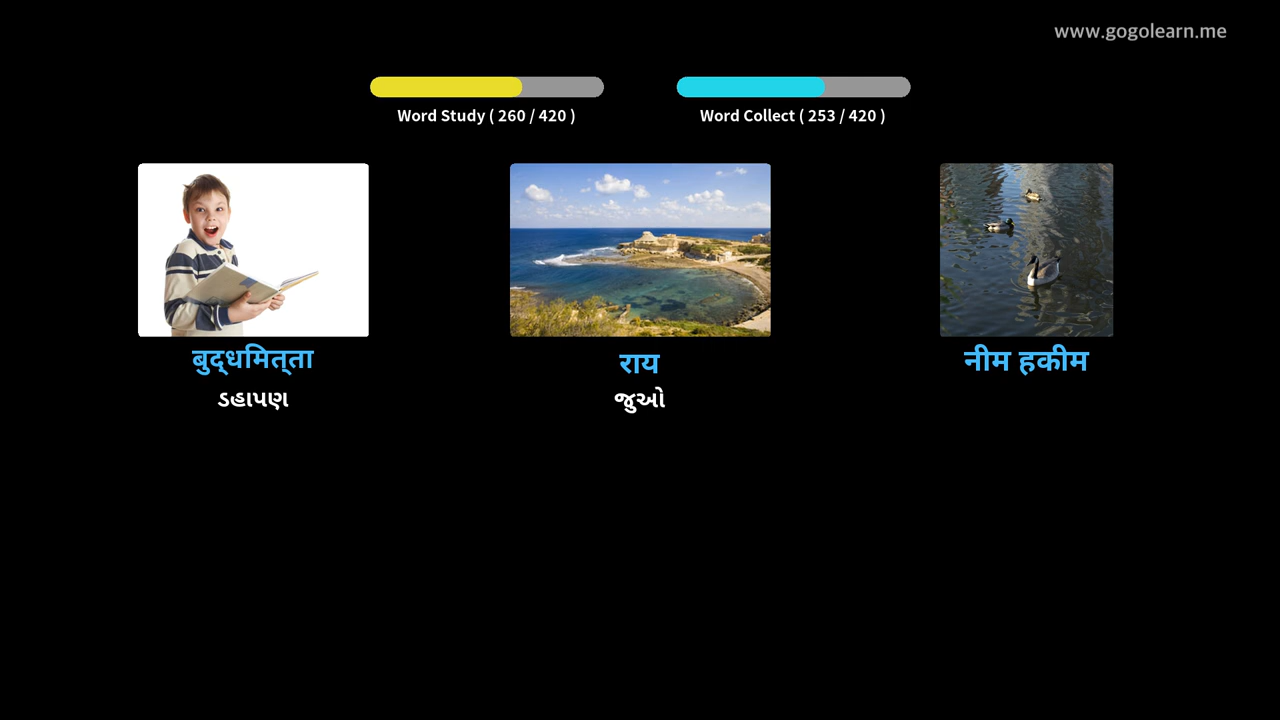 www.gogolearn.me
Word Study ( 260 / 420 )
Word Collect ( 253 / 420 )
बुद्धमित्ता
राय
नीम हकीम
ડહાપણ
જુઓ